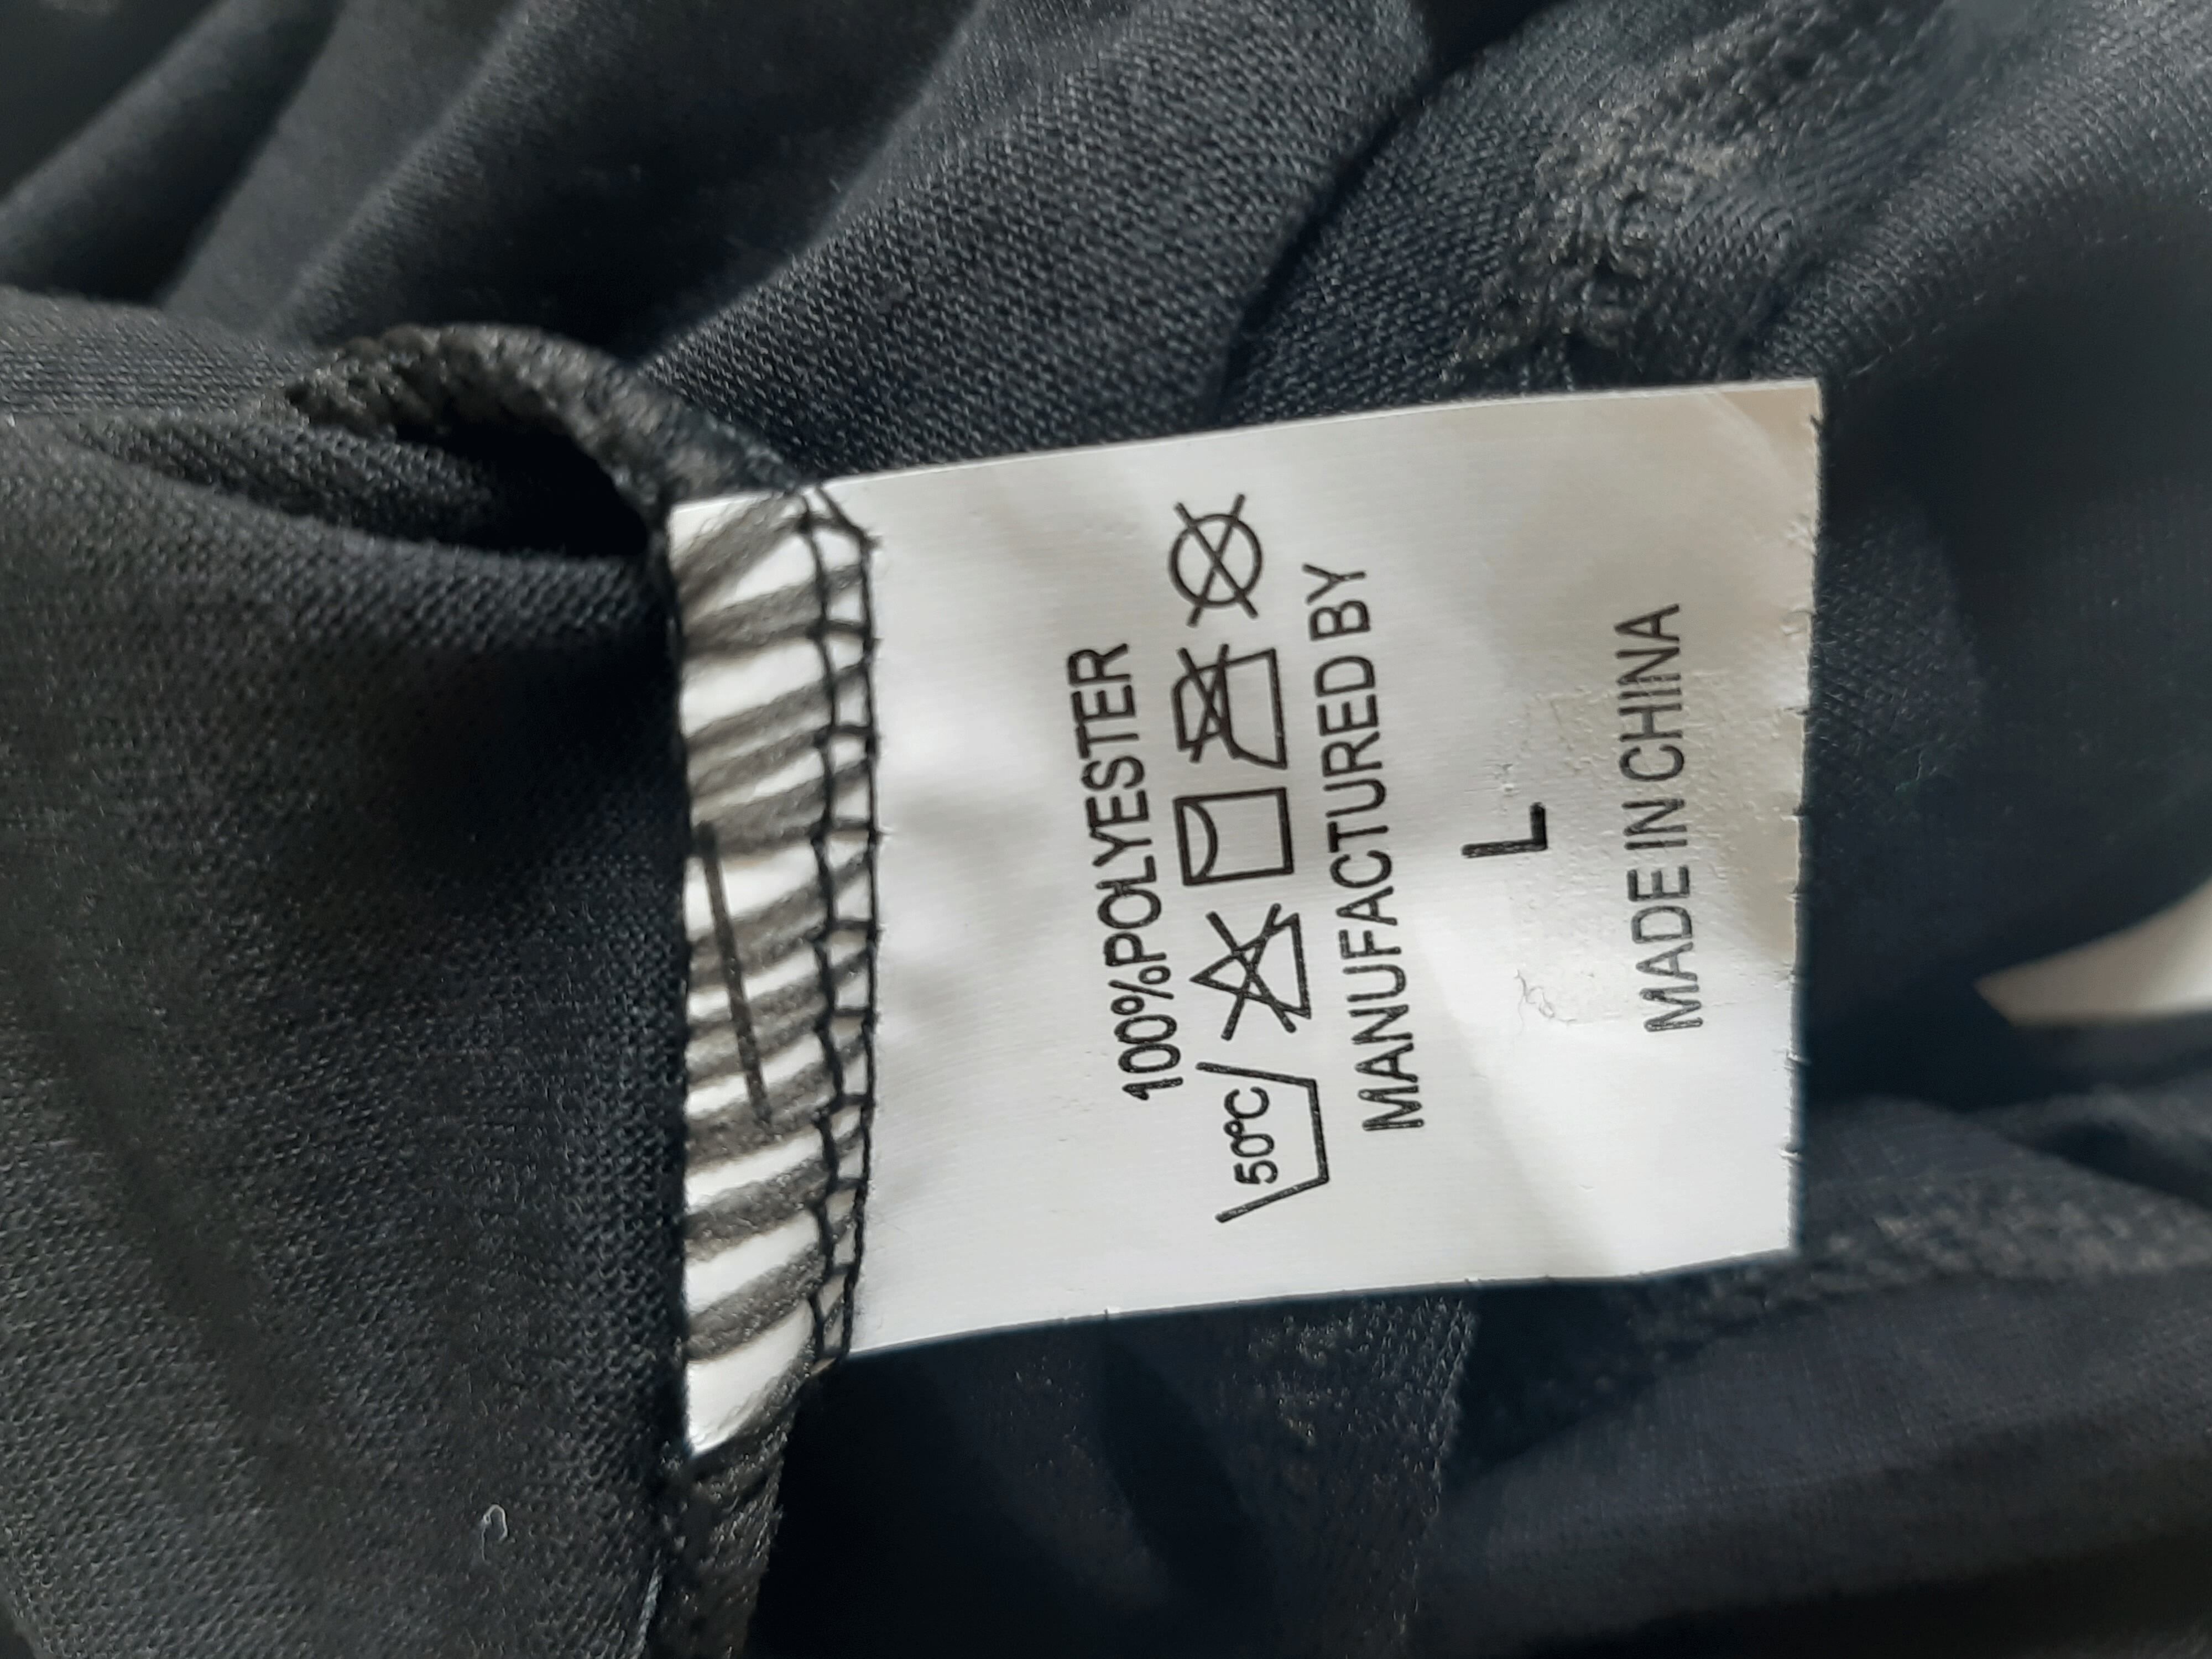 100%POLYESTER
50°C
MANUFACTURED BY
L
MADE IN CHINA